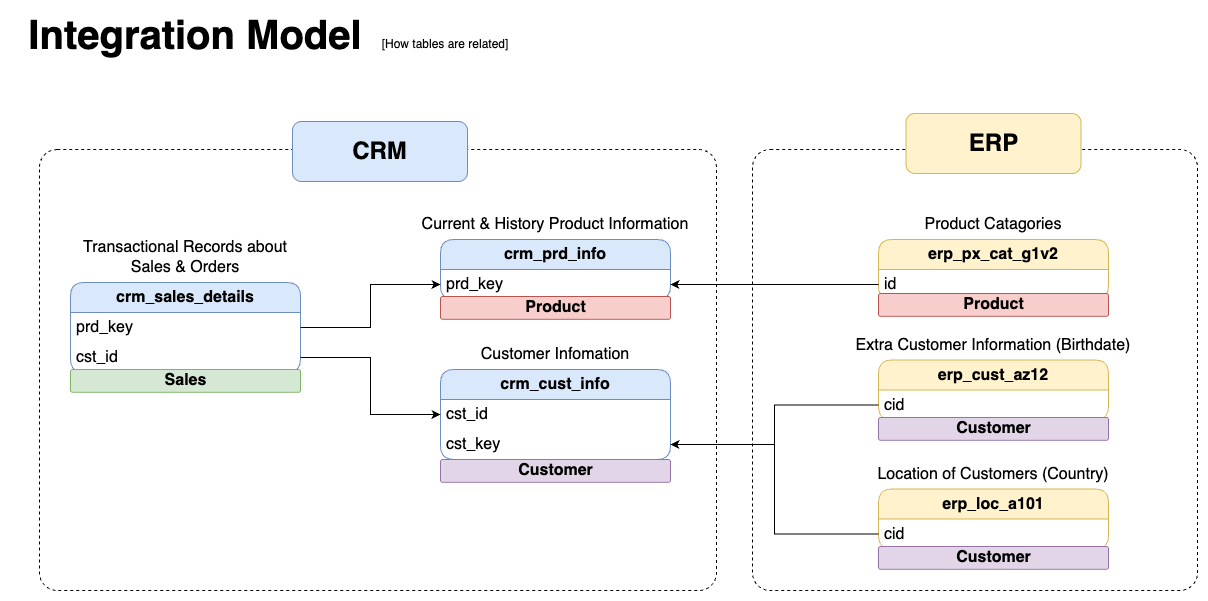 Integration Model
[How tables are related]
CRM
Transactional Records about
Sales & Orders
crm_sales_details
prd_key
cst_id
Sales
Current & History Product Information
crm_prd_info
prd_key
Product
Customer Infomation
crm_cust_info
cst_id
cst_key
Customer
ERP
Product Catagories
erp_px_cat_g1v2
id
Product
Extra Customer Information (Birthdate)
erp_cust_az12
cid
Customer
Location of Customers (Country)
erp_loc_a101
cid
Customer